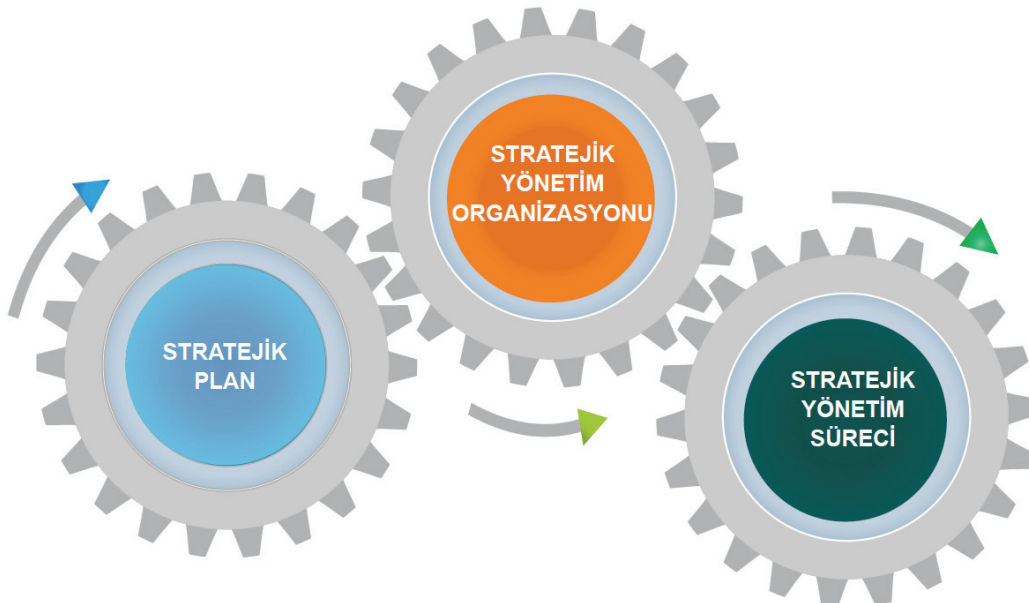 STRATEJİK
PLAN
STRATEJİK
YÖNETİM
ORGANİZASYONU
STRATEJİK
YÖNETİM
SÜRECİ